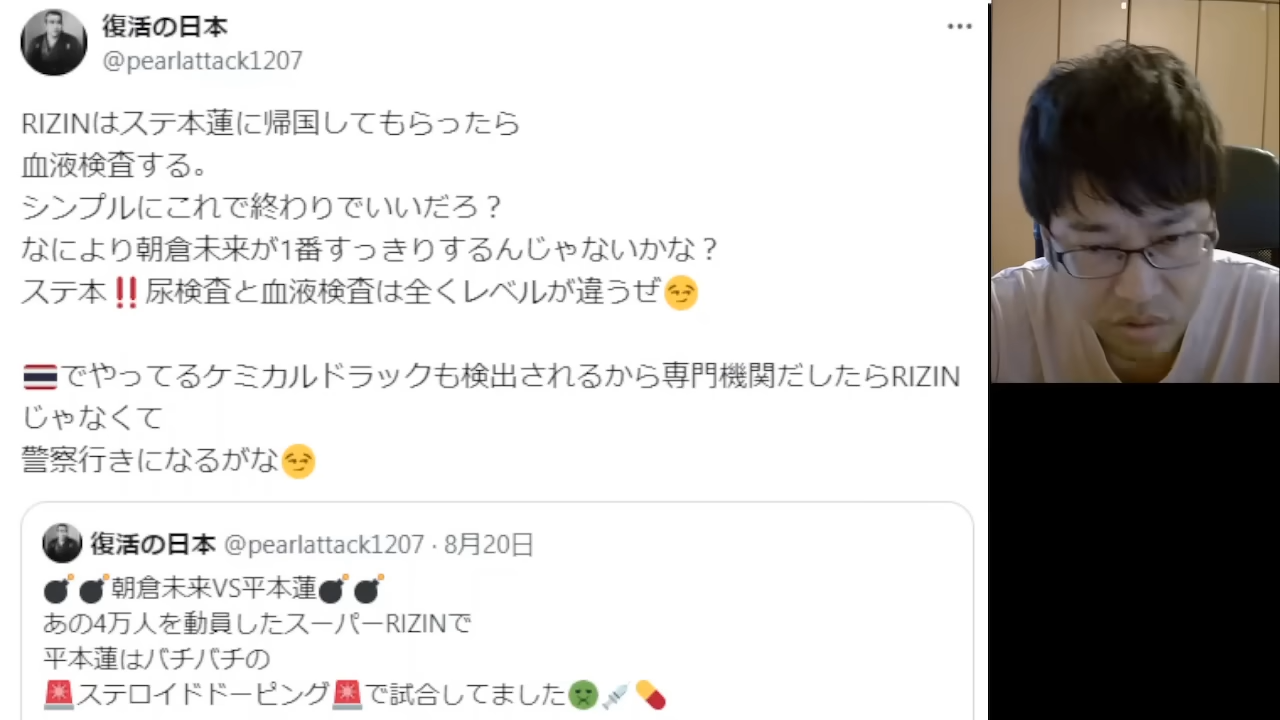 復活の日本
@pearlattack1207
RIZINはステ本蓮に帰国してもらったら
血液検査する。
シンプルにこれで終わりでいいだろ？
なにより朝倉未来が1番すっきりするんじゃないかな？
ステ本‼️尿検査と血液検査は全くレベルが違うぜ😏
🇹🇭でやってるケミカルドラックも検出されるから専門機関だしたらRIZIN
じゃなくて
警察行きになるがな😏
復活の日本 @pearlattack1207 · 8月20日
💣💣朝倉未来VS平本蓮💣💣
あの4万人を動員したスーパーRIZINで
平本蓮はバチバチの
🚨ステロイドドーピング🚨で試合してました🤢💉💊